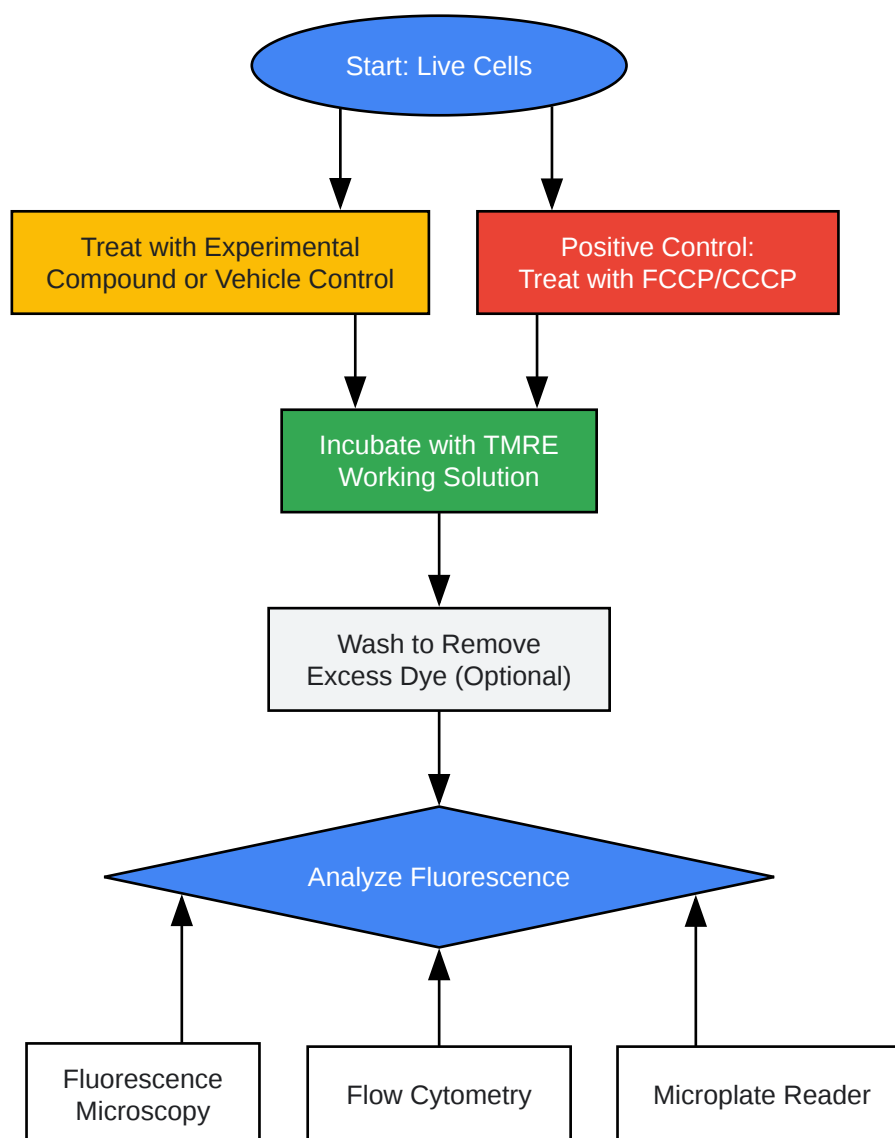 Start: Live Cells
Treat with Experimental
Compound or Vehicle Control
Positive Control:
Treat with FCCP/CCCP
Incubate with TMRE
Working Solution
Wash to Remove
Excess Dye (Optional)
Analyze Fluorescence
Fluorescence
Microscopy
Flow Cytometry
Microplate Reader